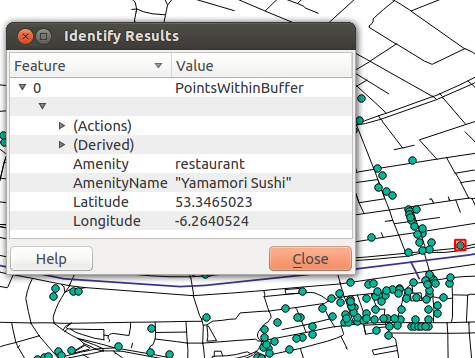 Identify Results
Feature Value
0 PointsWithinBuffer
(Actions)
(Derived)
Amenity restaurant
AmenityName "Yamamori Sushi"
Latitude 53.3465023
Longitude -6.2640524
Help Close